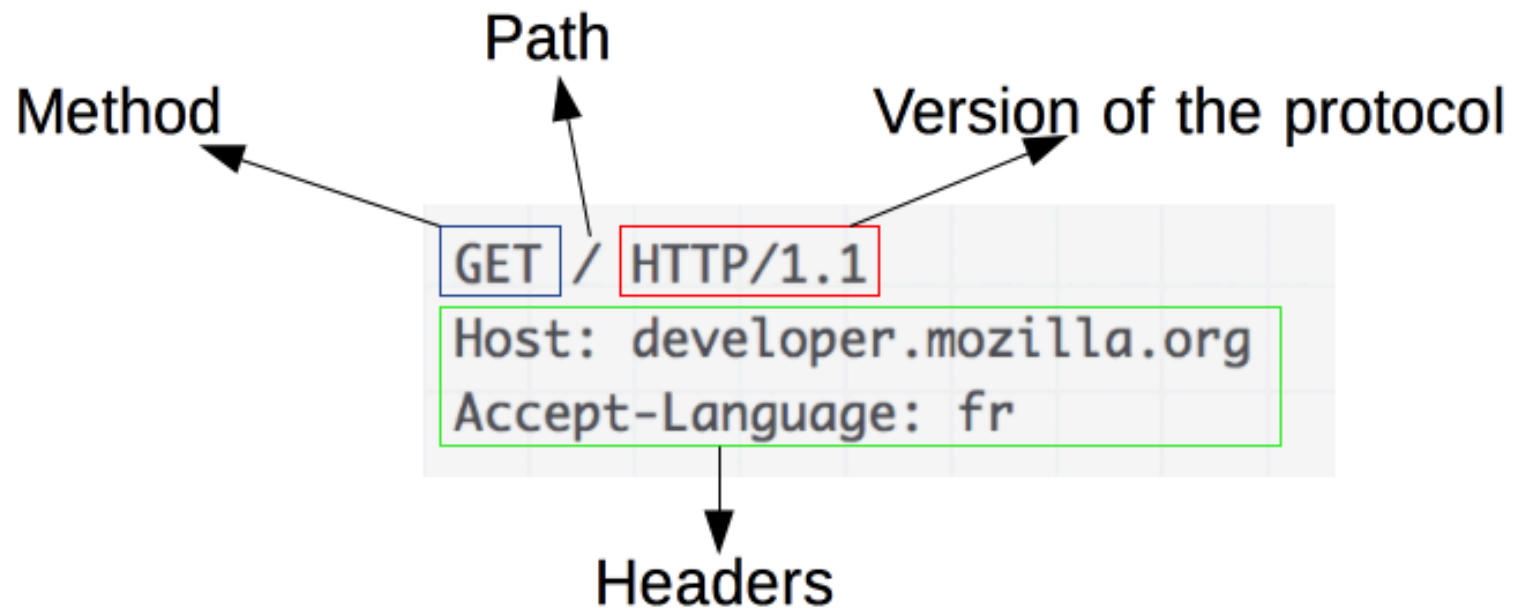 Path
Method
Version of the protocol
GET / HTTP/1.1
Host: developer.mozilla.org
Accept-Language: fr
Headers